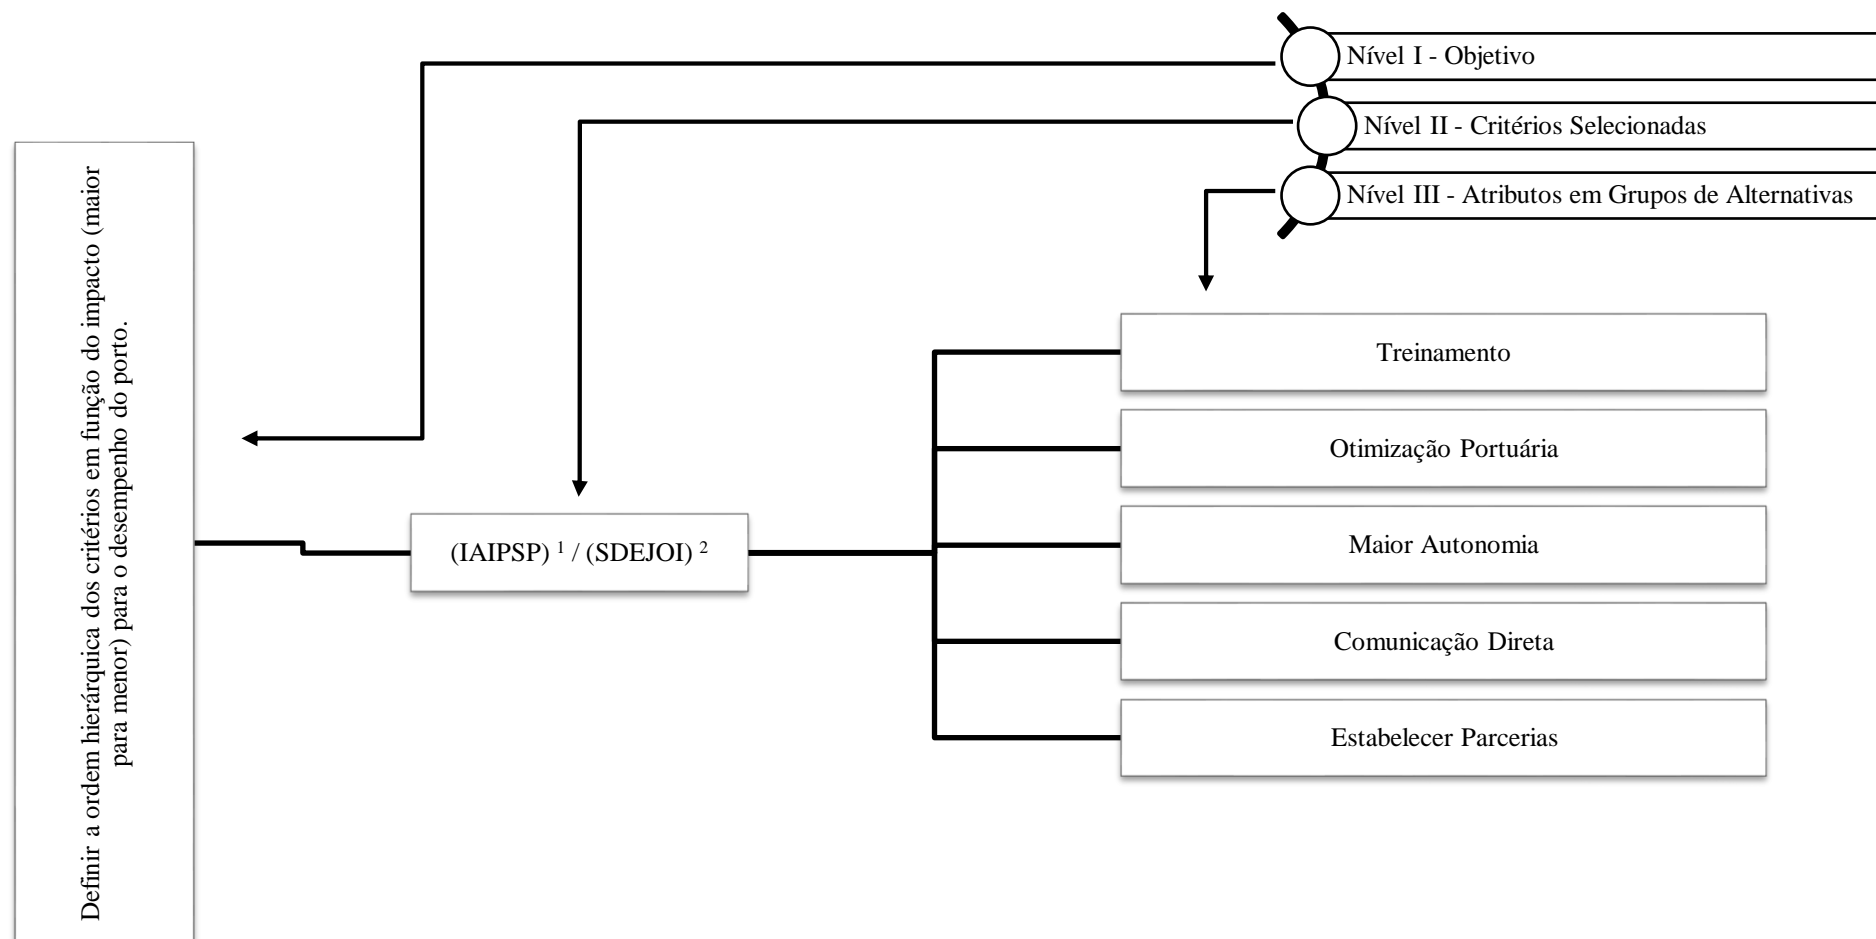 Nível I - Objetivo
Nível II - Critérios Selecionadas
Nível III - Atributos em Grupos de Alternativas
Definir a ordem hierárquica dos critérios em função do impacto (maior
para menor) para o desempenho do porto.
(IAIPSP) ¹ / (SDEJOI) ²
Treinamento
Otimização Portuária
Maior Autonomia
Comunicação Direta
Estabelecer Parcerias